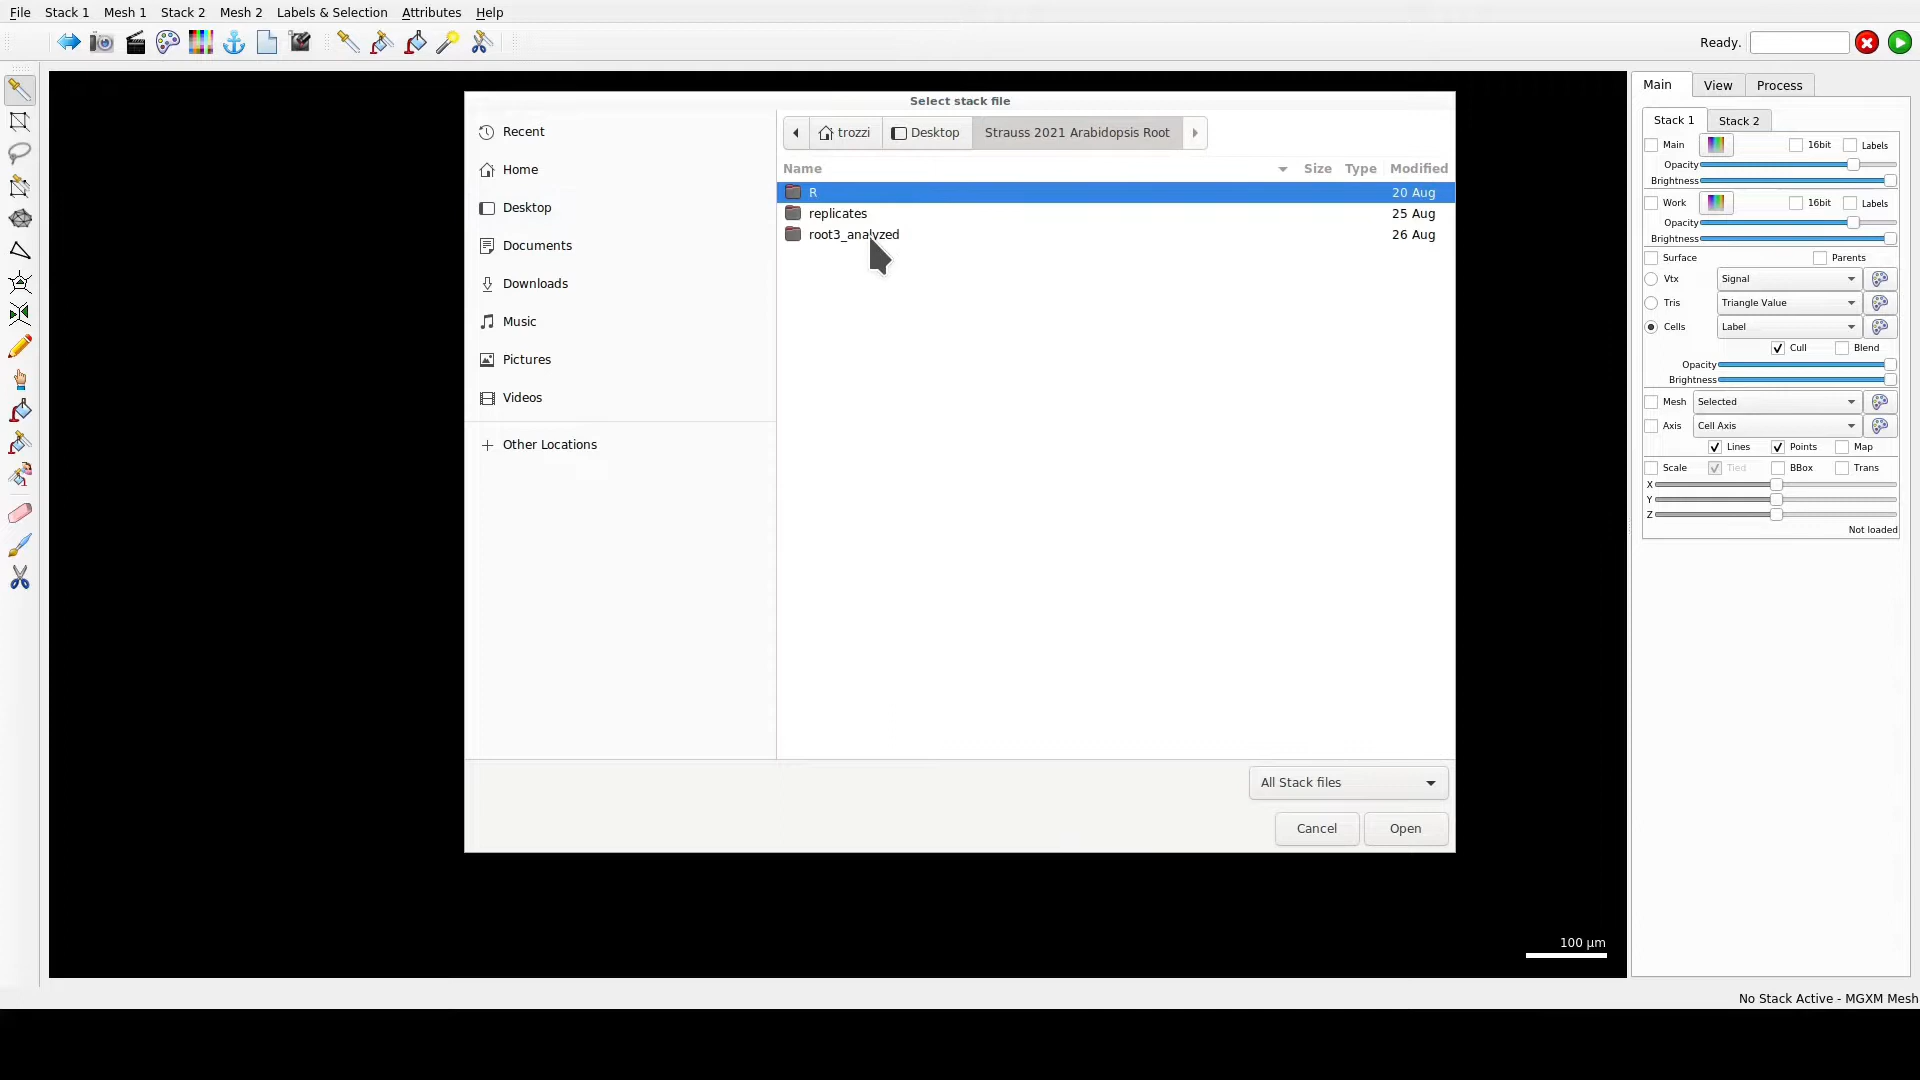 File Stack 1 Mesh 1 Stack 2 Mesh 2 Labels & Selection Attributes Help
Ready.
Select stack file
Recent
Home
Desktop
Documents
Downloads
Music
Pictures
Videos
Other Locations
trozzi Desktop Strauss 2021 Arabidopsis Root
Name Size Type Modified
R 20 Aug
replicates 25 Aug
root3_analyzed 26 Aug
All Stack files
Cancel Open
100 µm
Main View Process
Stack 1 Stack 2
Main 16bit Labels
Opacity
Brightness
Work 16bit Labels
Opacity
Brightness
Surface Parents
Vtx Signal
Tris Triangle Value
Cells Label
Cull Blend
Opacity
Brightness
Mesh Selected
Axis Cell Axis
Lines Points Map
Scale Tied BBox Trans
X
Y
Z
Not loaded
No Stack Active - MGXM Mesh